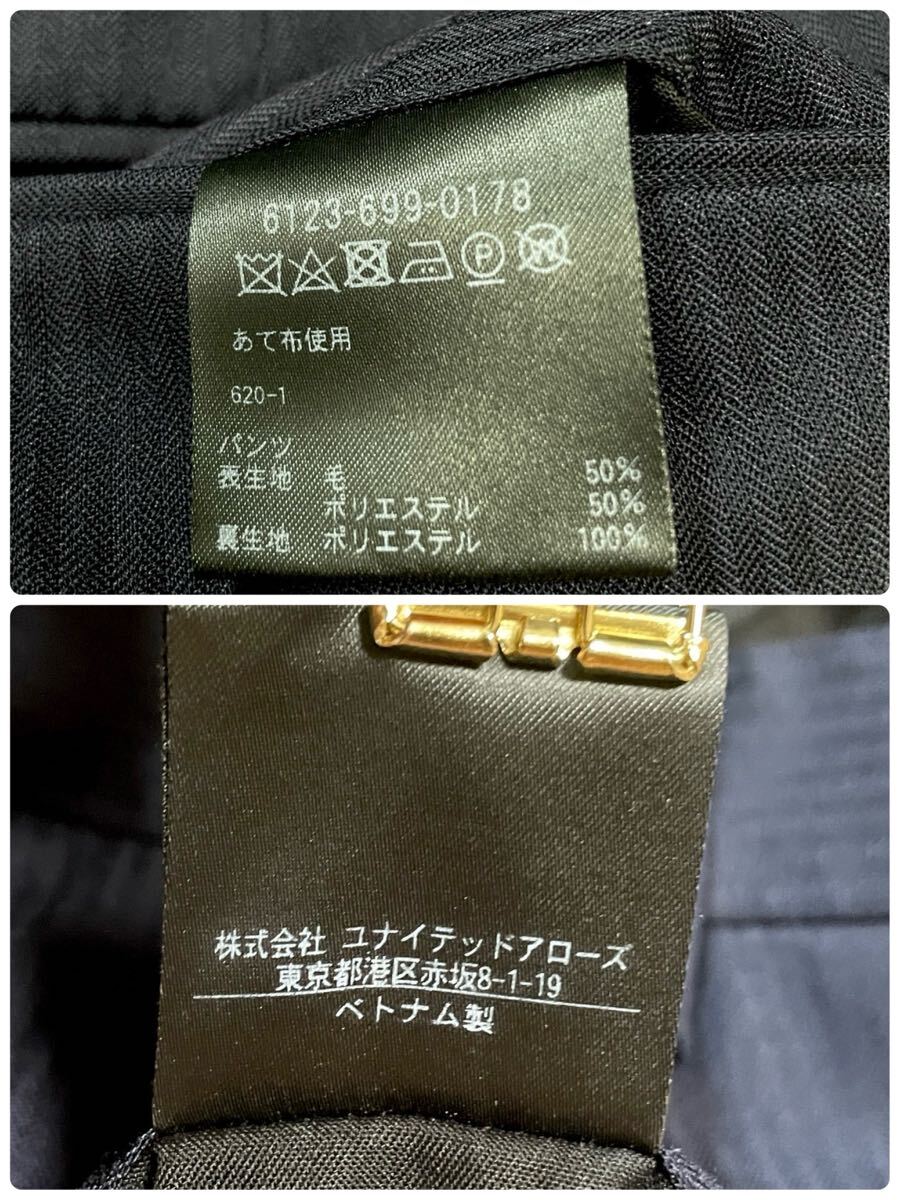 6123-699-0178
P W
あて布使用
620-1
パンツ
表生地 毛 50%
ポリエステル 50%
裏生地 ポリエステル 100%
株式会社 ユナイテッドアローズ
東京都港区赤坂8-1-19
ベトナム製